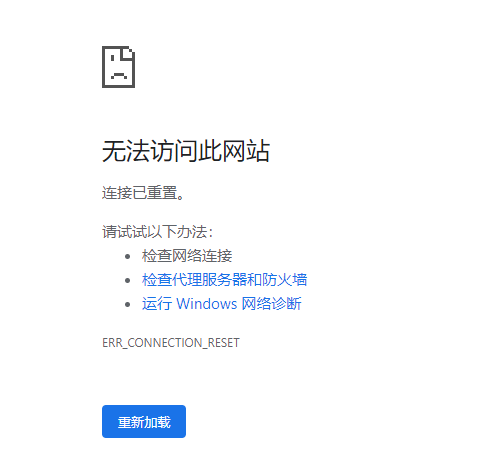 无法访问此网站
连接已重置。
请试试以下办法：
检查网络连接
检查代理服务器和防火墙
运行 Windows 网络诊断
ERR_CONNECTION_RESET
重新加载